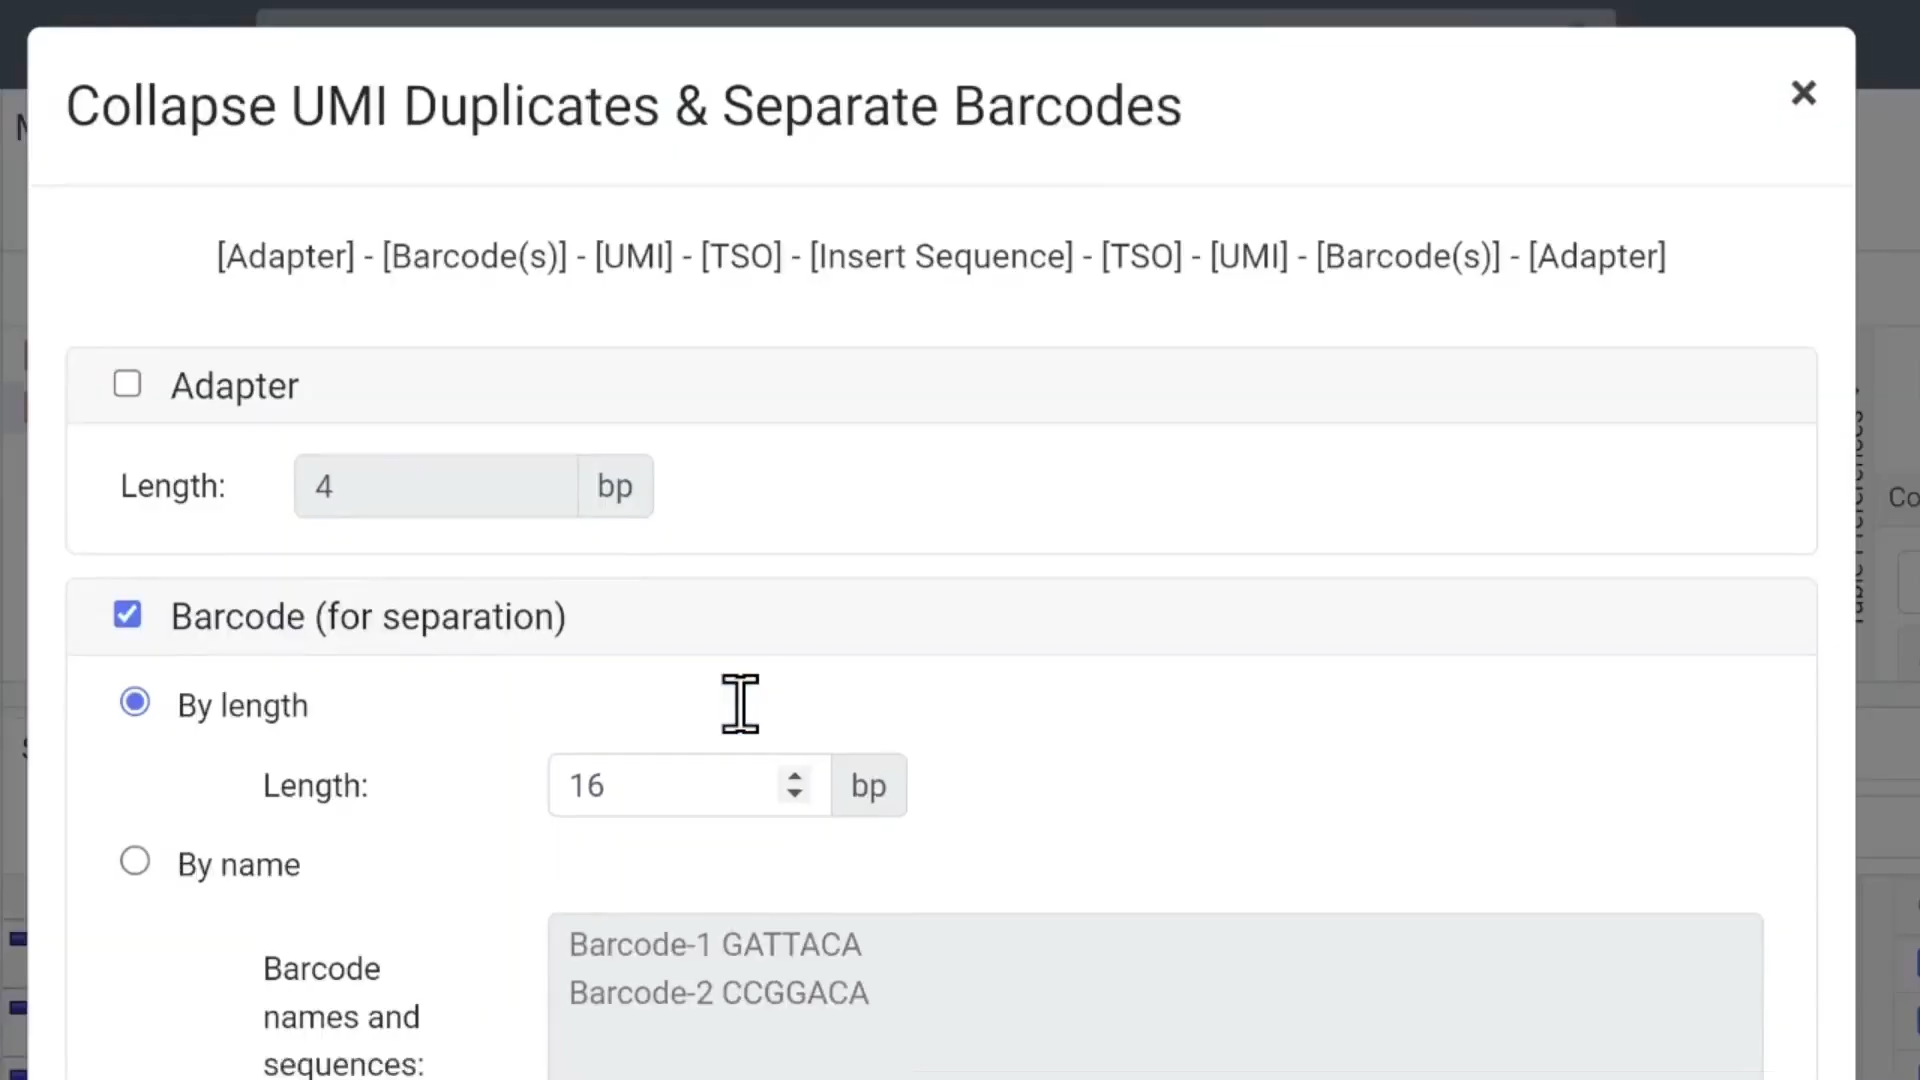 Collapse UMI Duplicates & Separate Barcodes
[Adapter] - [Barcode(s)] - [UMI] - [TSO] - [Insert Sequence] - [TSO] - [UMI] - [Barcode(s)] - [Adapter]
Adapter
Length: 4 bp
Barcode (for separation)
By length
Length: 16 bp
By name
Barcode
names and
sequences:
Barcode-1 GATTACA
Barcode-2 CCGGACA
Co